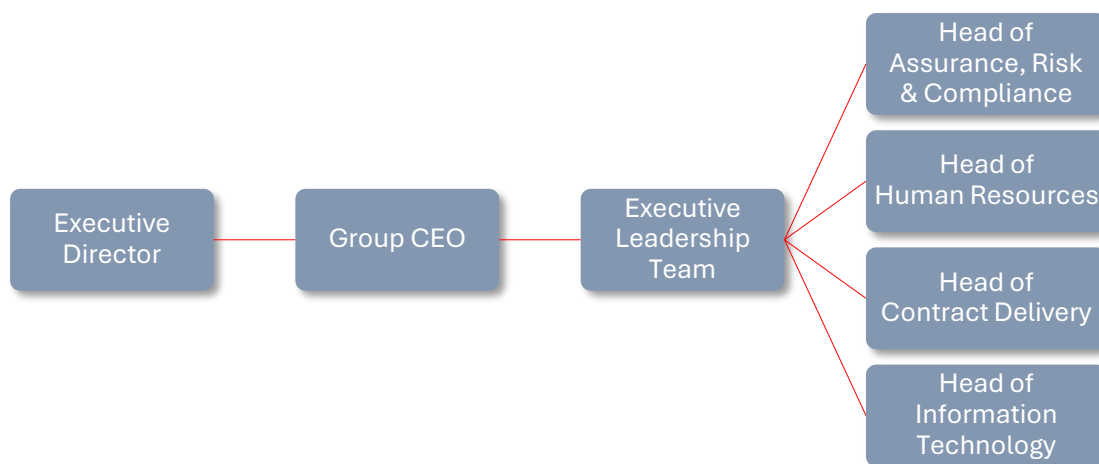 Executive
Director
Group CEO
Executive
Leadership
Team
Head of
Assurance, Risk
& Compliance
Head of
Human Resources
Head of
Contract Delivery
Head of
Information
Technology